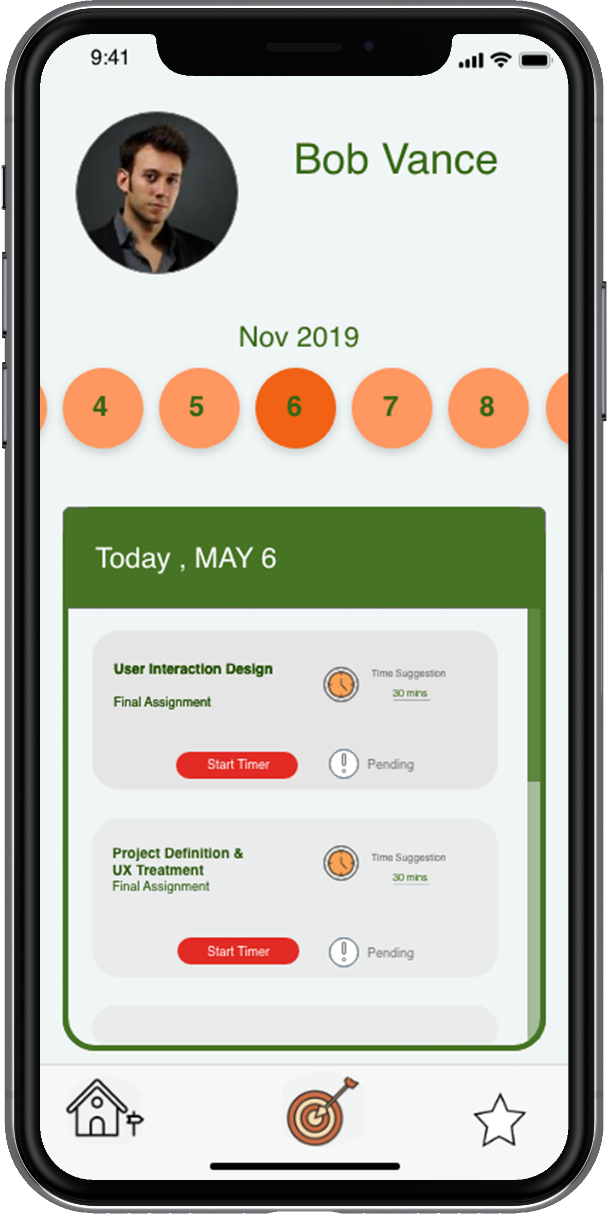 9:41
Bob Vance
Nov 2019
4 5 6 7 8
Today , MAY 6
User Interaction Design
Final Assignment
Time Suggestion
30 mins
Start Timer
Pending
Project Definition &
UX Treatment
Final Assignment
Time Suggestion
30 mins
Start Timer
Pending